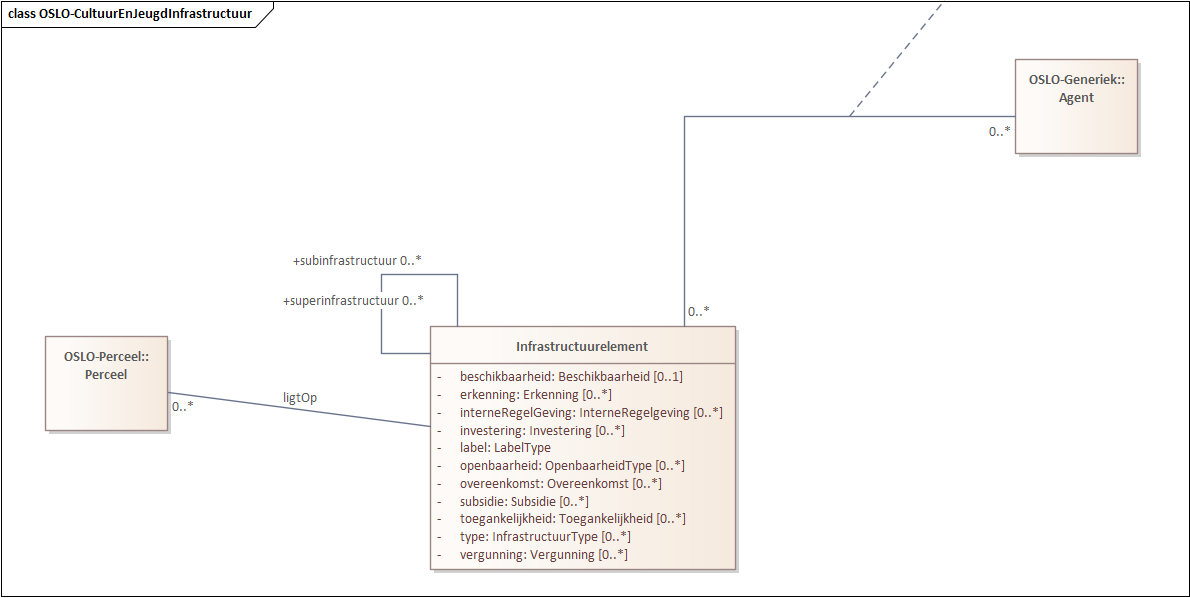 class OSLO-CultuurEnJeugdInfrastructuur
OSLO-Generiek::
Agent
0..*
+subinfrastructuur 0..*
+superinfrastructuur 0..*
0..*
OSLO-Perceel::
Perceel
0..*
ligtOp
Infrastructuurelement
- beschikbaarheid: Beschikbaarheid [0..1]
- erkenning: Erkenning [0..*]
- interneRegelGeving: InterneRegelgeving [0..*]
- investering: Investering [0..*]
- label: LabelType
- openbaarheid: OpenbaarheidType [0..*]
- overeenkomst: Overeenkomst [0..*]
- subsidie: Subsidie [0..*]
- toegankelijkheid: Toegankelijkheid [0..*]
- type: InfrastructuurType [0..*]
- vergunning: Vergunning [0..*]